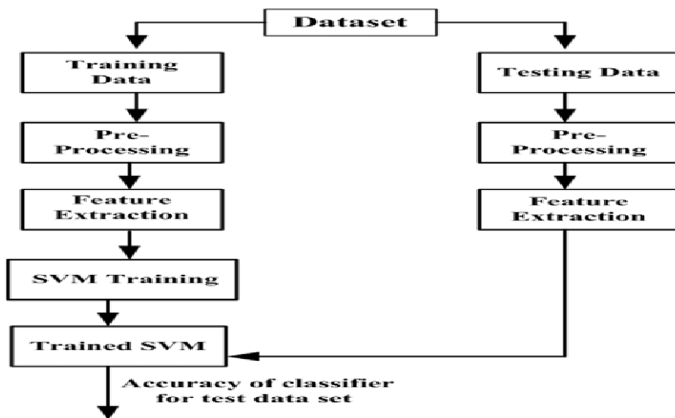 Dataset
Training
Data
Testing Data
Pre-
Processing
Pre-
Processing
Feature
Extraction
Feature
Extraction
SVM Training
Trained SVM
Accuracy of classifier
for test data set